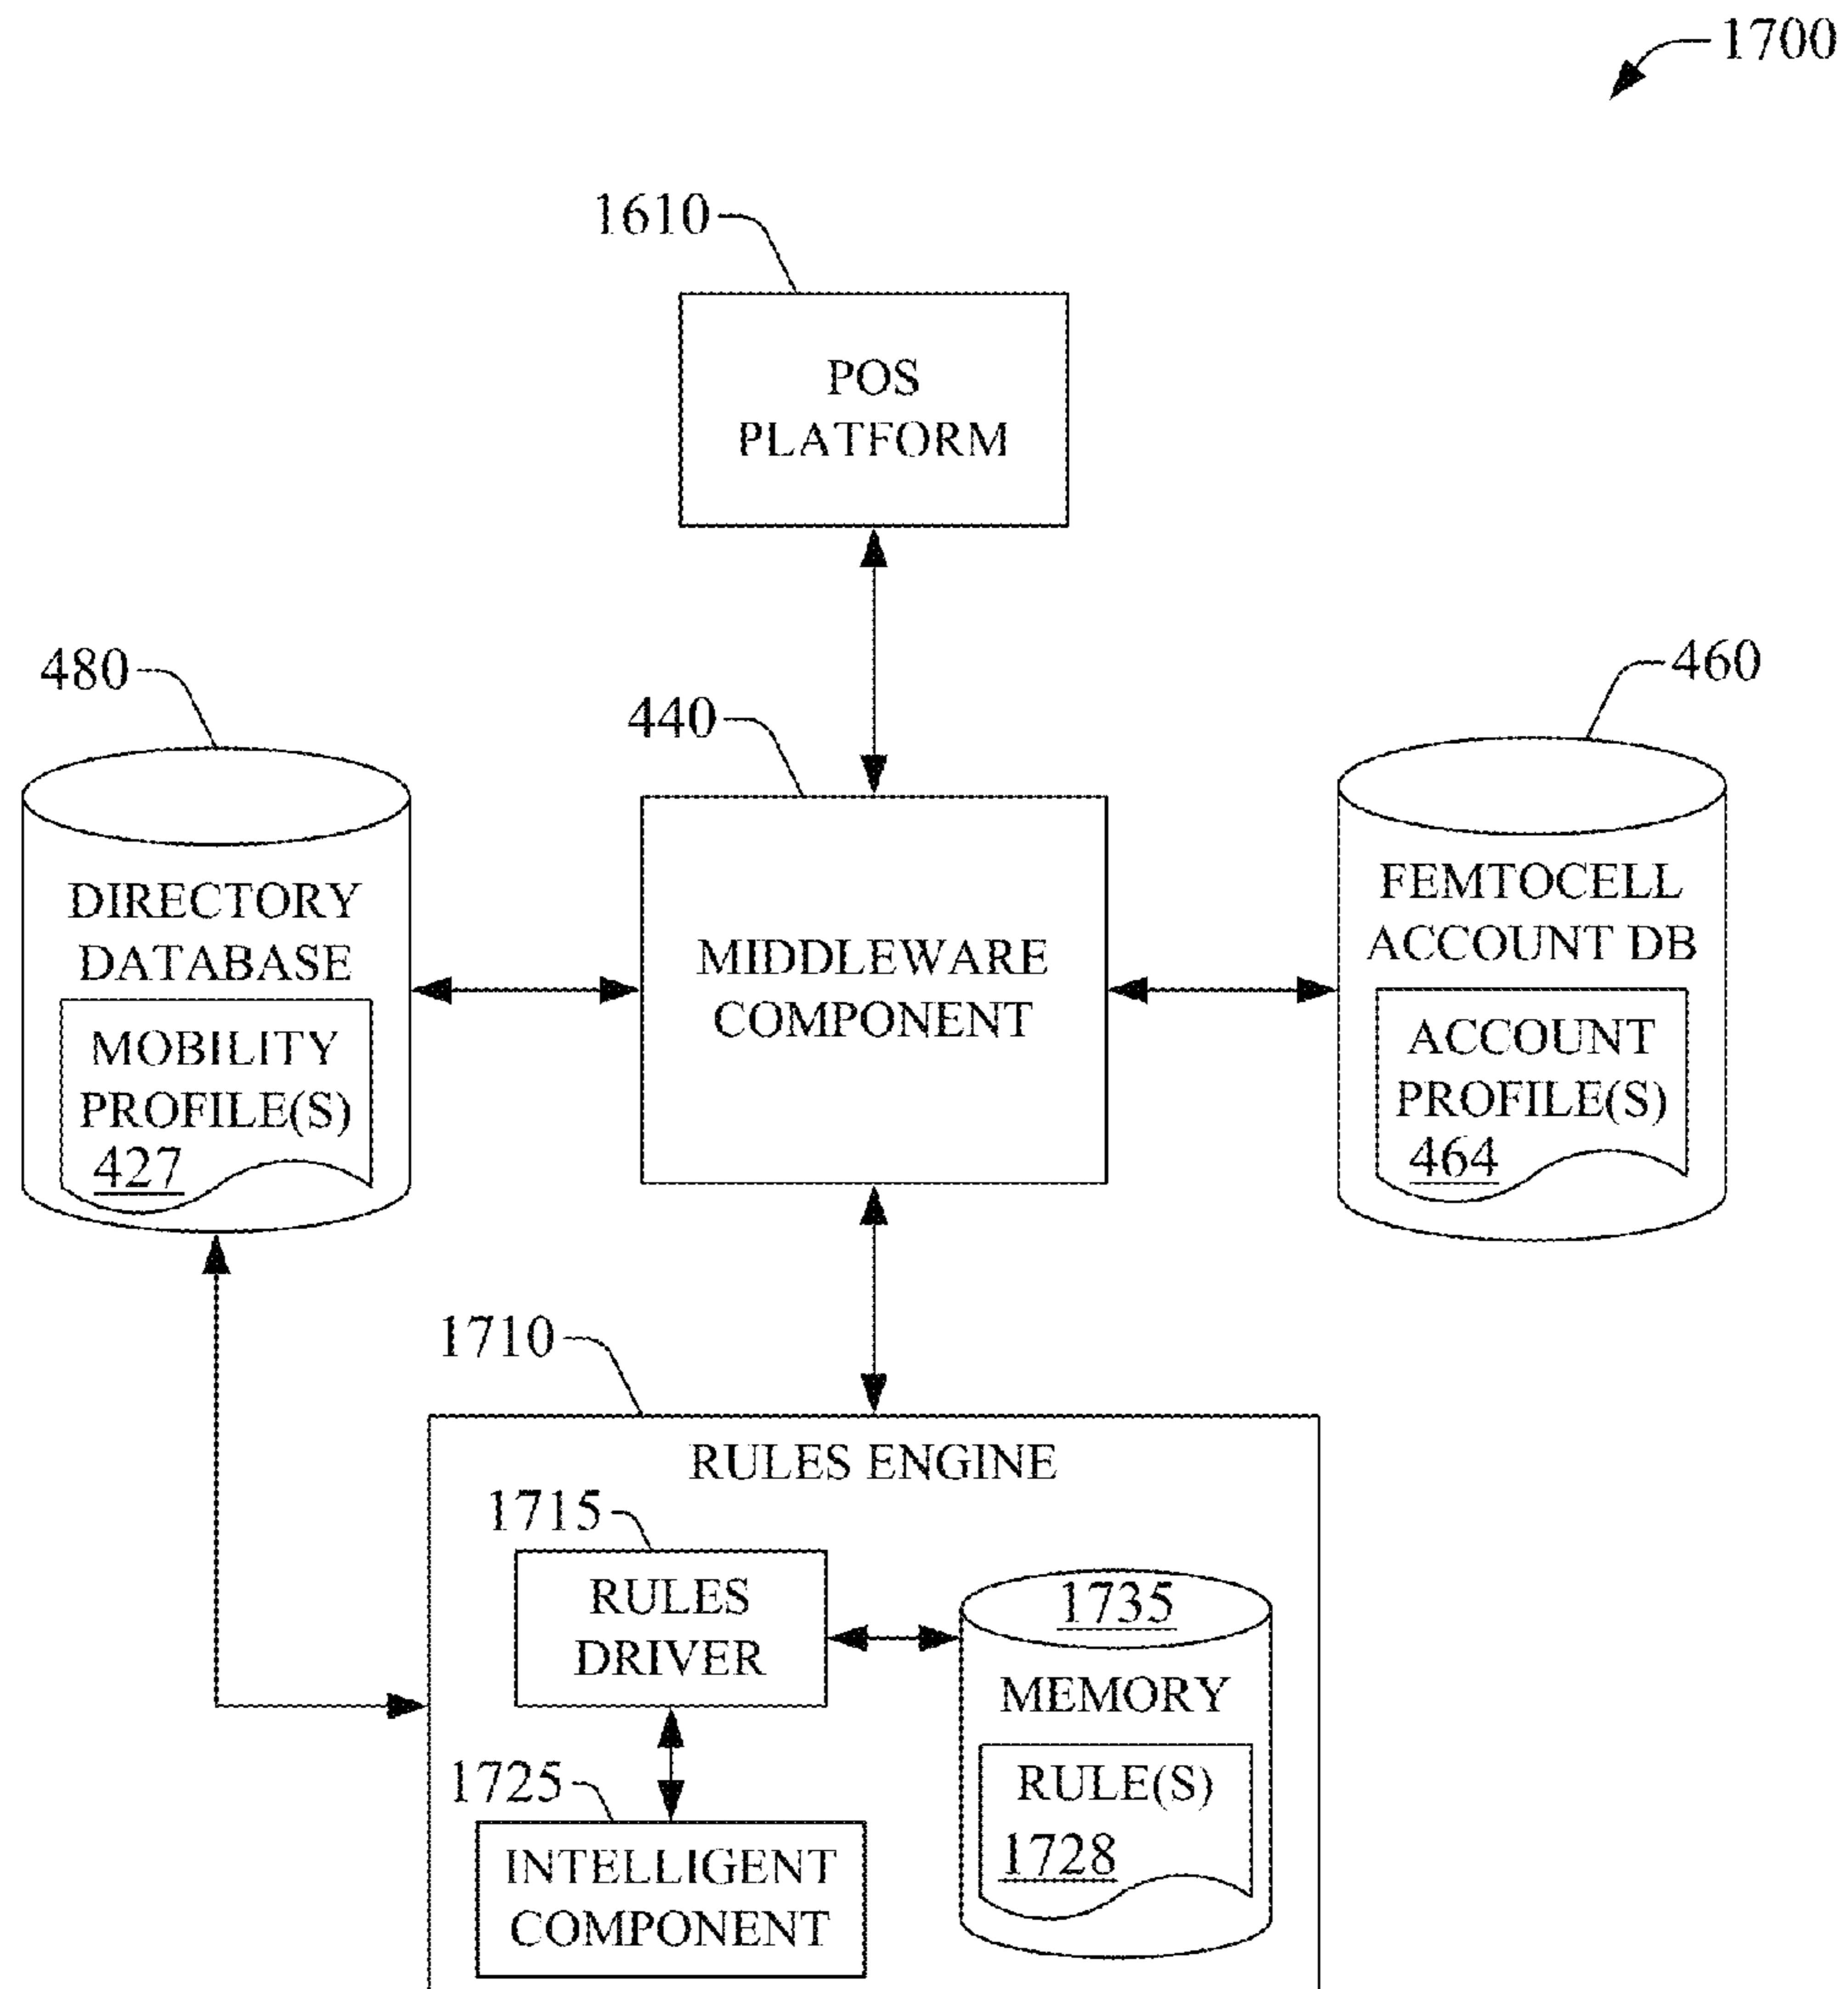 1700
1610
POS
PLATFORM
480
440
460
DIRECTORY
DATABASE
MOBILITY
PROFILE(S)
427
MIDDLEWARE
COMPONENT
FEMTOCELL
ACCOUNT DB
ACCOUNT
PROFILE(S)
464
1710
RULES ENGINE
1715
RULES
DRIVER
1735
MEMORY
RULE(S)
1728
1725
INTELLIGENT
COMPONENT